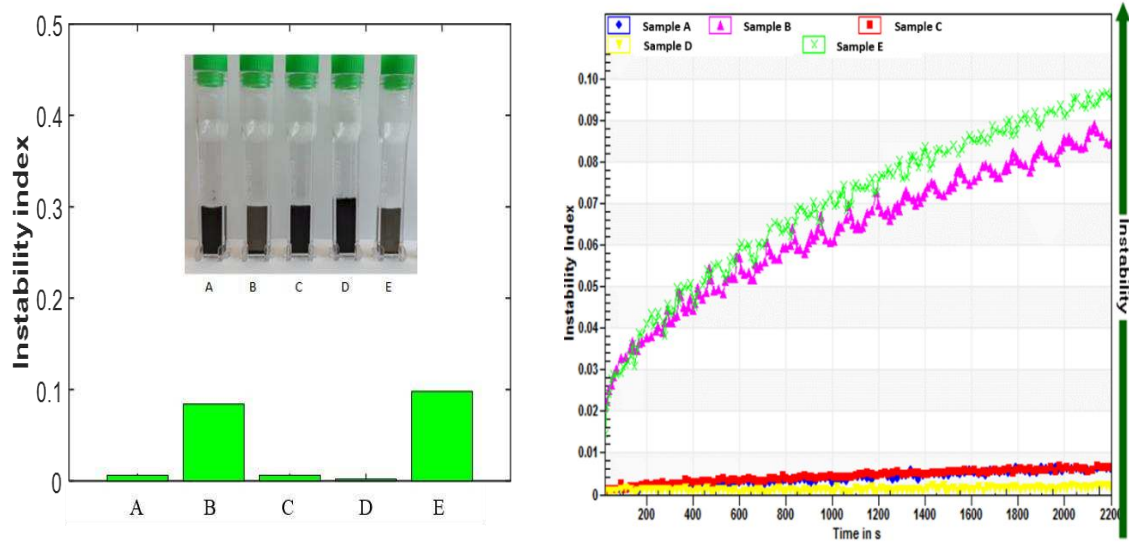 Instability index
0.5
0.4
0.3
0.2
0.1
0
A B C D E
A B C D E
Sample A Sample B Sample C
Sample D Sample E
Instability Index
0.10
0.09
0.08
0.07
0.06
0.05
0.04
0.03
0.02
0.01
0
200 400 600 800 1000 1200 1400 1600 1800 2000 2200
Time in s
Instability